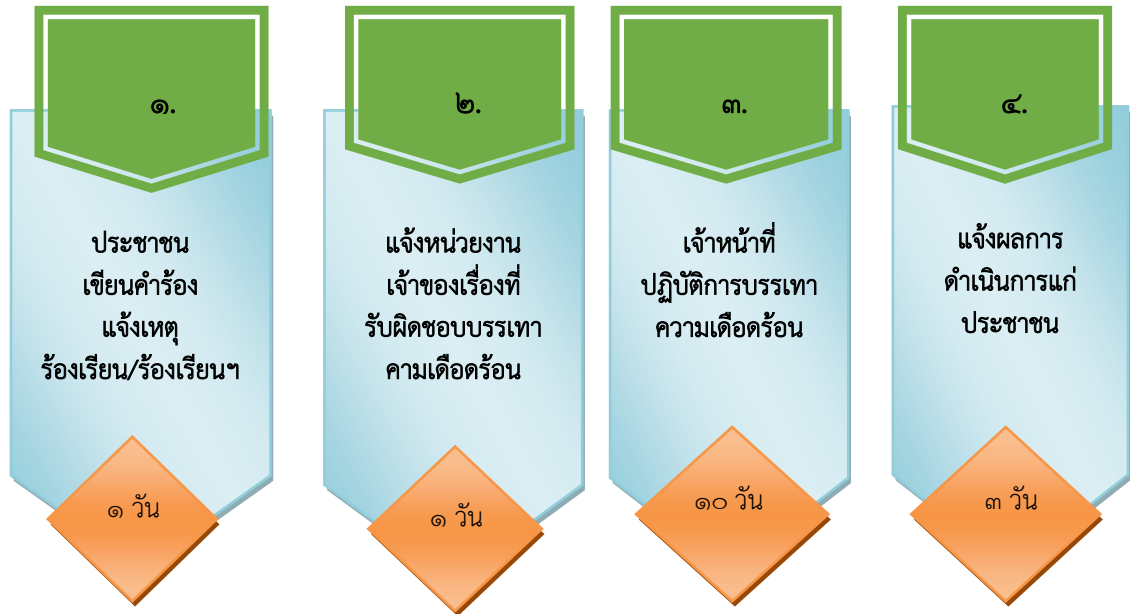 ๑.
ประชาชน
เขียนคำร้อง
แจ้งเหตุ
ร้องเรียน/ร้องเรียนฯ
๑ วัน
๒.
แจ้งหน่วยงาน
เจ้าของเรื่องที่
รับผิดชอบบรรเทา
คามเดือดร้อน
๑ วัน
๓.
เจ้าหน้าที่
ปฏิบัติการบรรเทา
ความเดือดร้อน
๑๐ วัน
๔.
แจ้งผลการ
ดำเนินการแก่
ประชาชน
๓ วัน